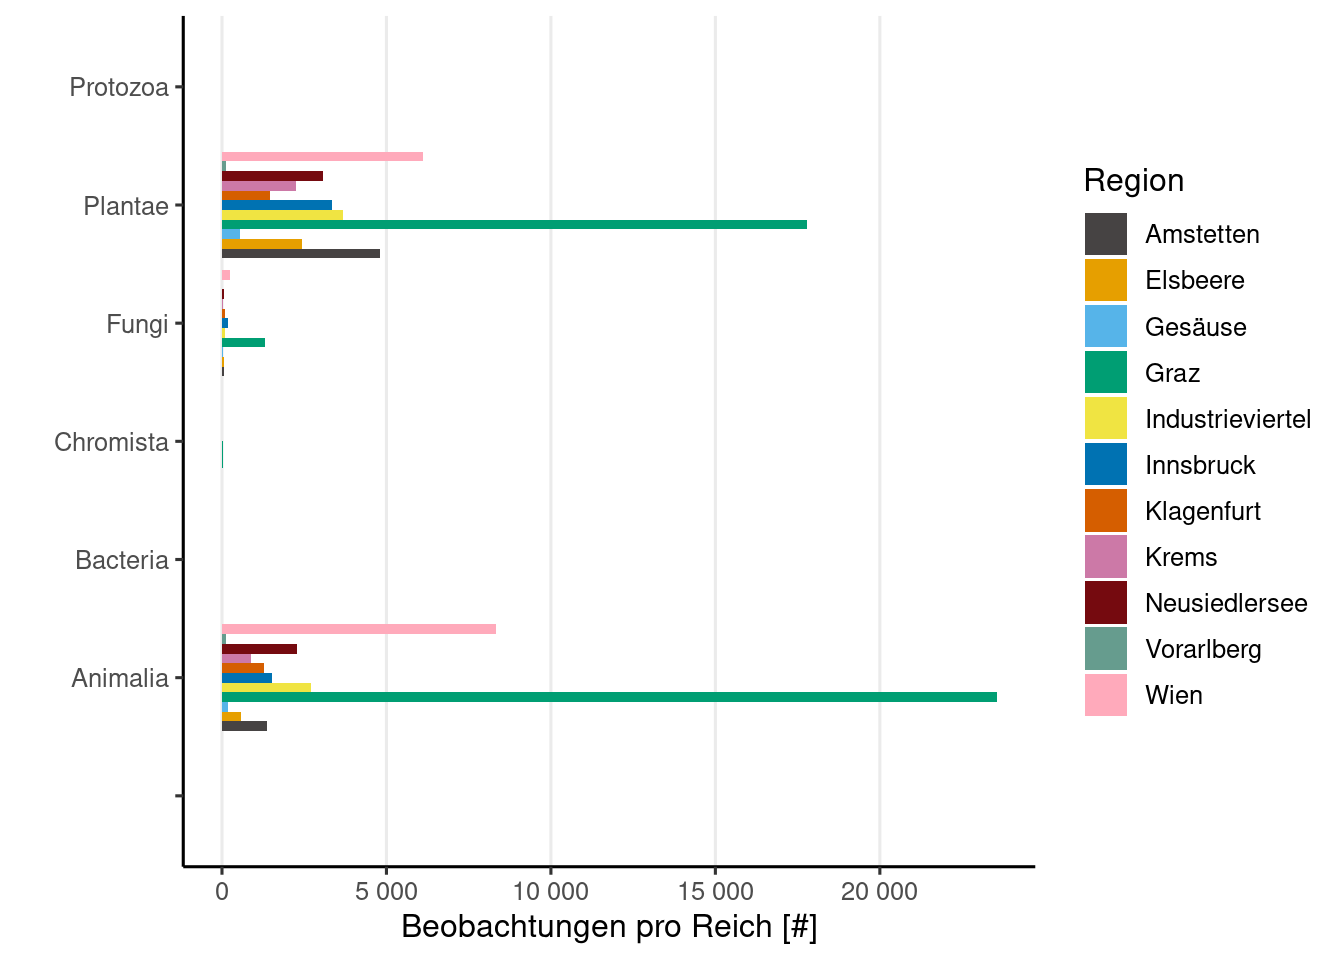 Protozoa
Plantae
Fungi
Chromista
Bacteria
Animalia
0 5 000 10 000 15 000 20 000
Beobachtungen pro Reich [#]
Region
Amstetten
Elsbeere
Gesäuse
Graz
Industrieviertel
Innsbruck
Klagenfurt
Krems
Neusiedlersee
Vorarlberg
Wien